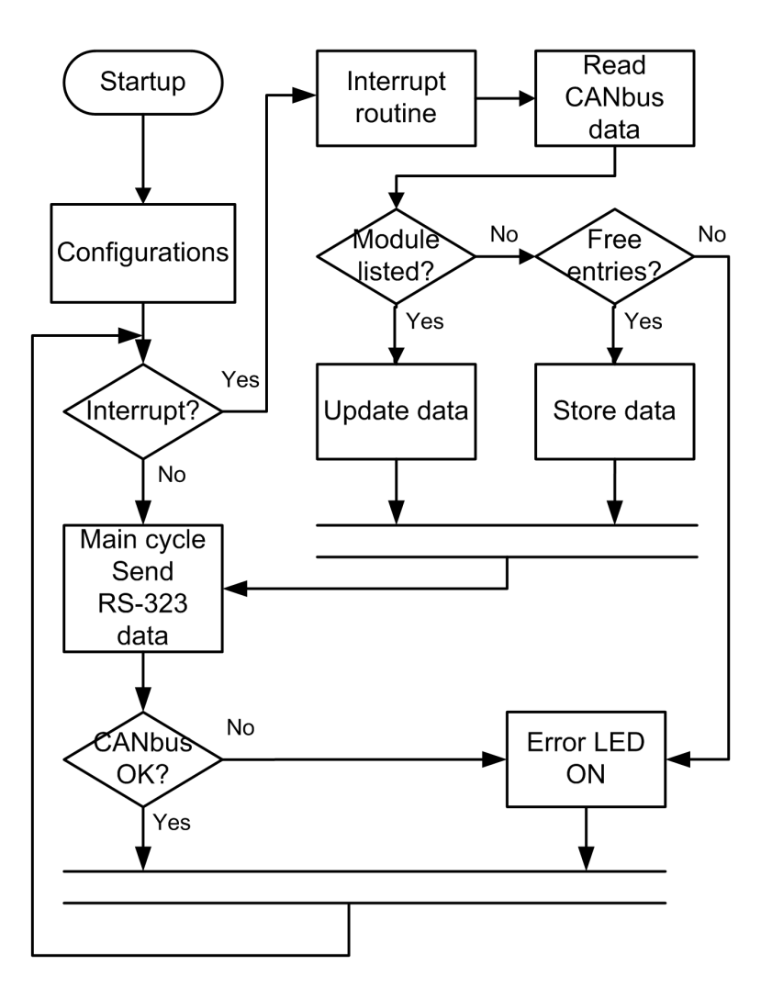 Startup
Configurations
Interrupt?
Yes
No
Main cycle
Send
RS-323
data
CANbus
OK?
No
Yes
Interrupt
routine
Read
CANbus
data
Module
listed?
No
Yes
Free
entries?
No
Yes
Update data
Store data
Error LED
ON